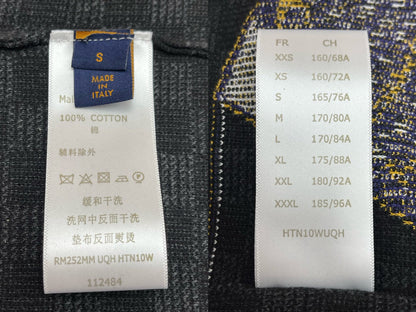 S
MADE
IN
ITALY
Mai
100% COTTON
棉
辅料除外
缓和干洗
洗网中反面干洗
垫布反面熨烫
RM252MM UQH HTN10W
112484
FR CH
XXS 160/68A
XS 160/72A
S 165/76A
M 170/80A
L 170/84A
XL 175/88A
XXL 180/92A
XXXL 185/96A
HTN10WUQH